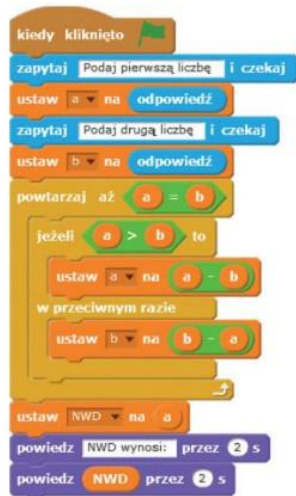 kiedy kliknięto
zapytaj Podaj pierwszą liczbę i czekaj
ustaw a na odpowiedź
zapytaj Podaj drugą liczbę i czekaj
ustaw b na odpowiedź
powtarzaj aż a = b
jeżeli a > b to
ustaw a na a - b
w przeciwnym razie
ustaw b na b - a
ustaw NWD na a
powiedz NWD wynosi: przez 2 s
powiedz NWD przez 2 s